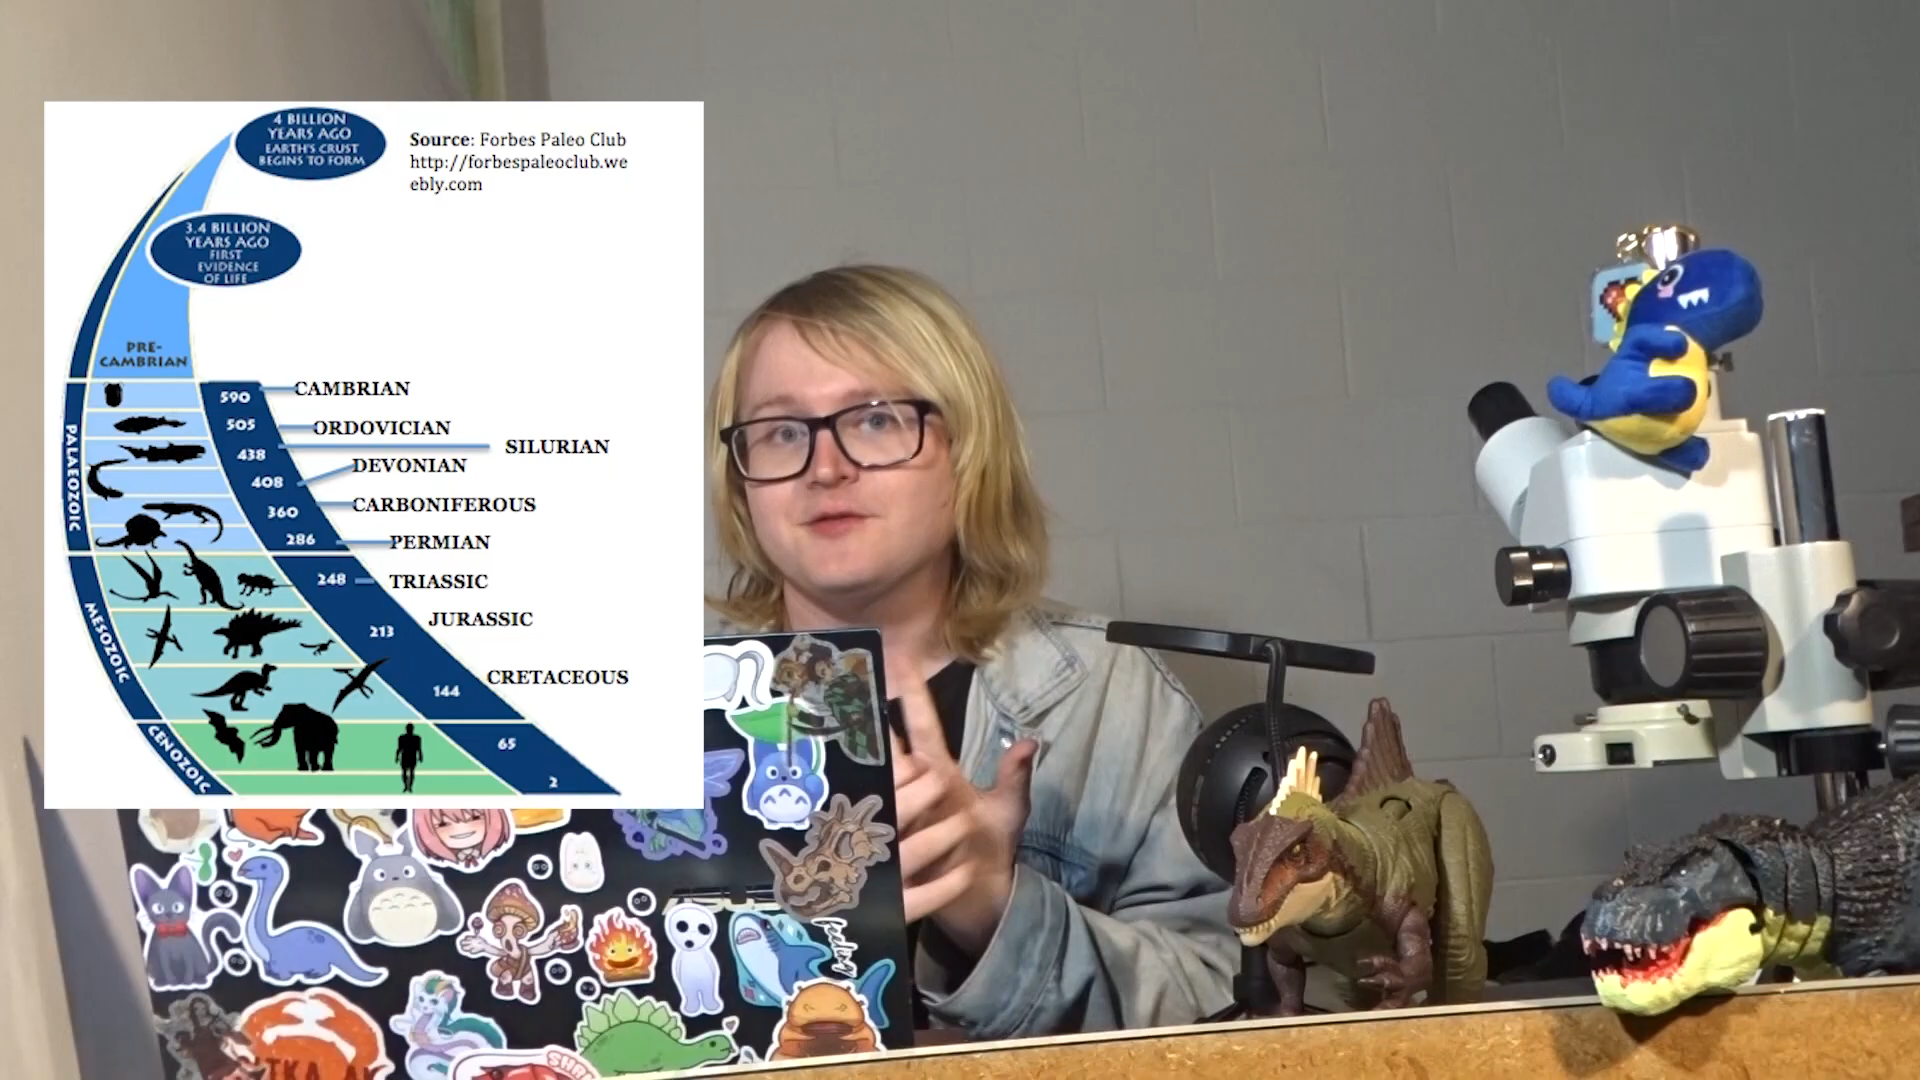 4 BILLION
YEARS AGO
EARTH'S CRUST
BEGINS TO FORM
Source: Forbes Paleo Club
http://forbespaleoclub.we
ebly.com
3.4 BILLION
YEARS AGO
FIRST
EVIDENCE
OF LIFE
PRE-
CAMBRIAN
PALAEOZOIC
590 CAMBRIAN
505 ORDOVICIAN
438 SILURIAN
408 DEVONIAN
360 CARBONIFEROUS
286 PERMIAN
MESOZOIC
248 TRIASSIC
213 JURASSIC
144 CRETACEOUS
CENOZOIC
65
2
ASUS